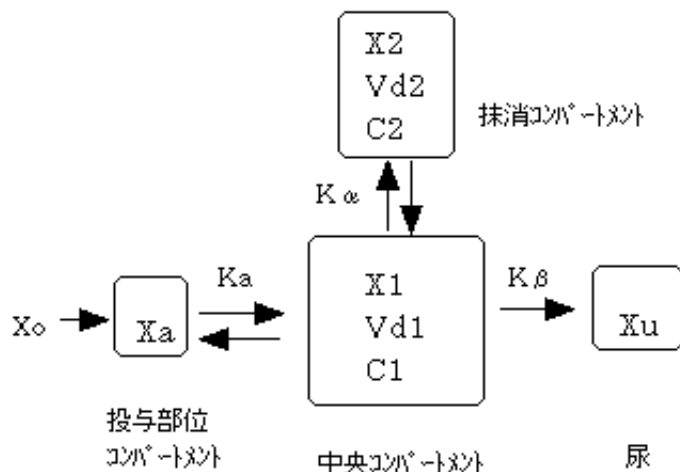 X2
Vd2
C2
抹消ｺﾝﾊﾟｰﾄﾒﾝﾄ
Kα
Ka
X1
Vd1
C1
Kβ
Xo
Xa
Xu
投与部位
ｺﾝﾊﾟｰﾄﾒﾝﾄ
中央ｺﾝﾊﾟｰﾄﾒﾝﾄ
尿